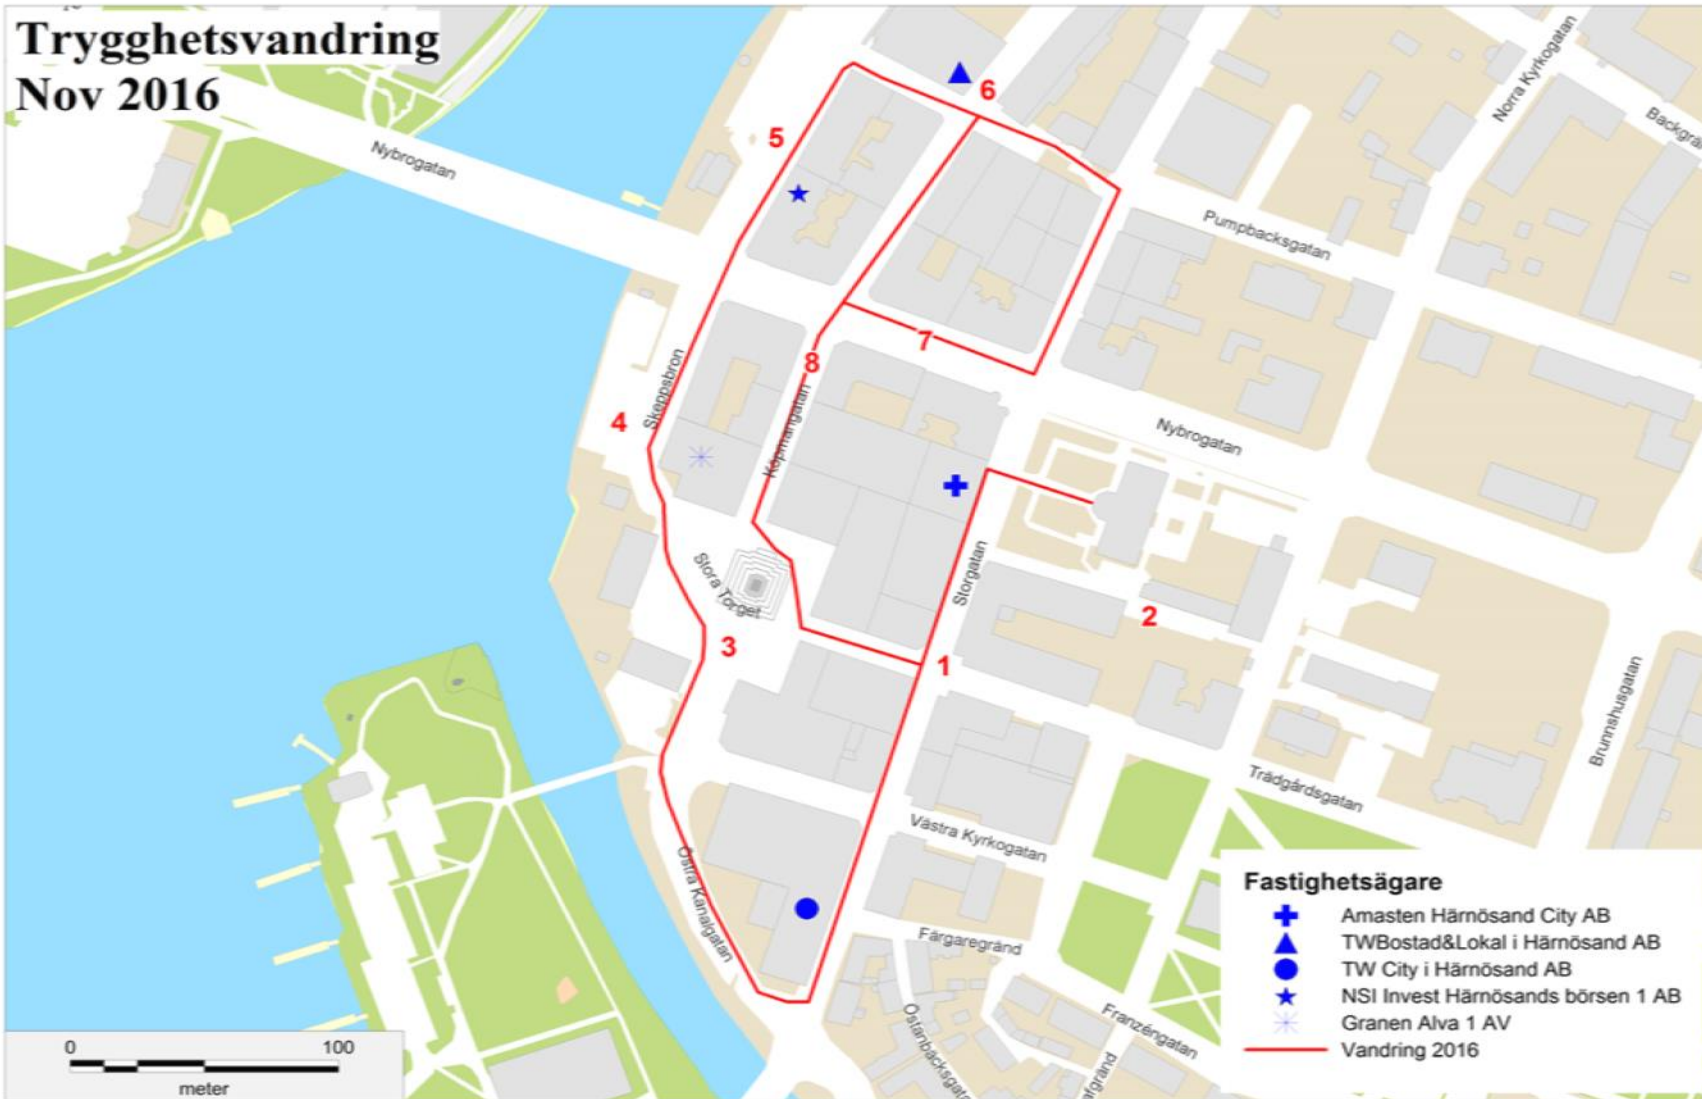 Trygghetsvandring
Nov 2016
Nybrogatan
Norra Kyrkogatan
6
5
Pumpbacksgatan
7
8
Skeppsbron
4
Köpmangatan
Nybrogatan
Storgatan
Stora Torget
2
3
1
Brunnshusgatan
Trädgårdsgatan
Västra Kyrkogatan
Östra Kanalgatan
Färgaregränd
Franzéngatan
Fastighetsägare
Amasten Härnösand City AB
TWBostad&Lokal i Härnösand AB
TW City i Härnösand AB
NSI Invest Härnösands börsen 1 AB
Granen Alva 1 AV
Vandring 2016
0 100
meter